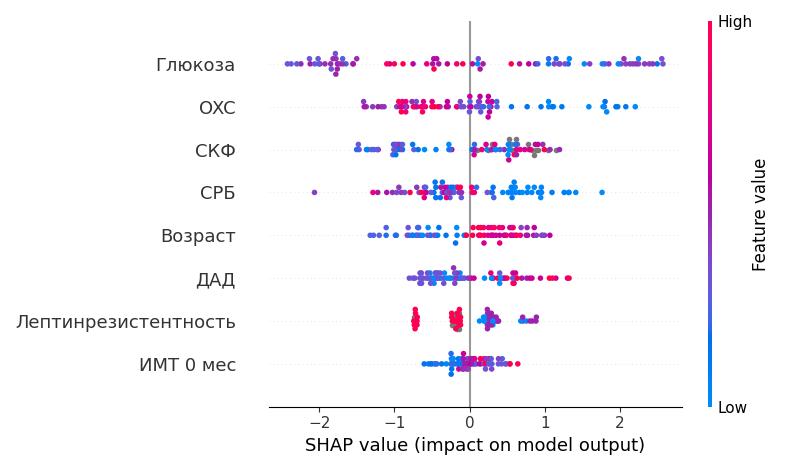 High
Глюкоза
ОХС
СКФ
СРБ
Возраст
ДАД
Лептинрезистентность
ИМТ 0 мес
Feature value
Low
−2
−1
0
1
2
SHAP value (impact on model output)